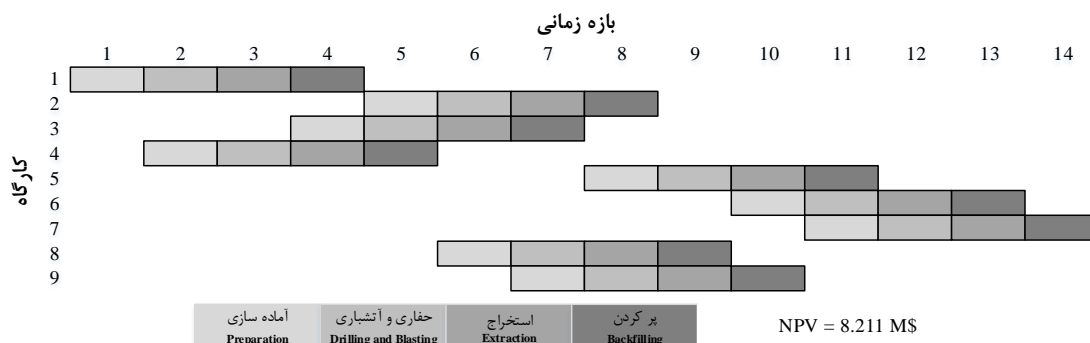 بازه زمانی
1 2 3 4 5 6 7 8 9 10 11 12 13 14
کارگاه
1
2
3
4
5
6
7
8
9
آماده سازی حفاری و آتشباری استخراج پر کردن
Preparation Drilling and Blasting Extraction Backfilling
NPV = 8.211 M$